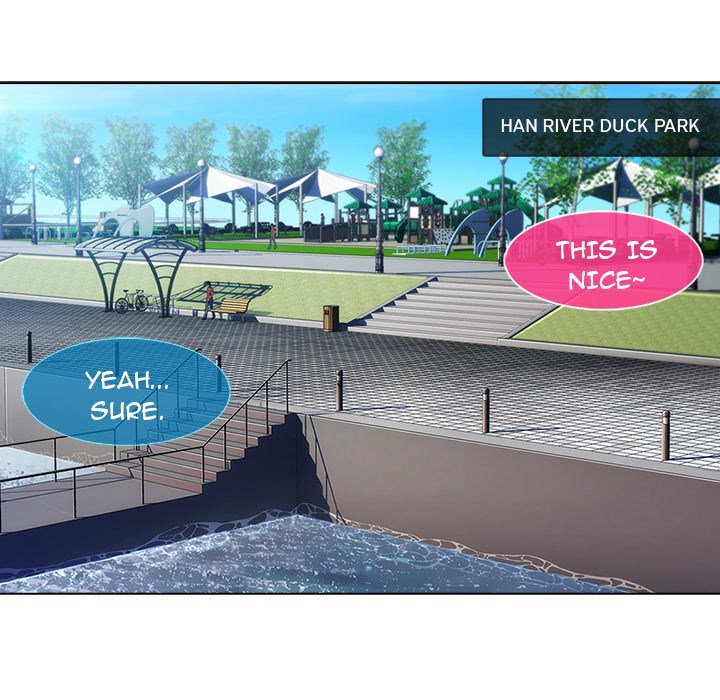 HAN RIVER DUCK PARK
THIS IS
NICE~
YEAH...
SURE.